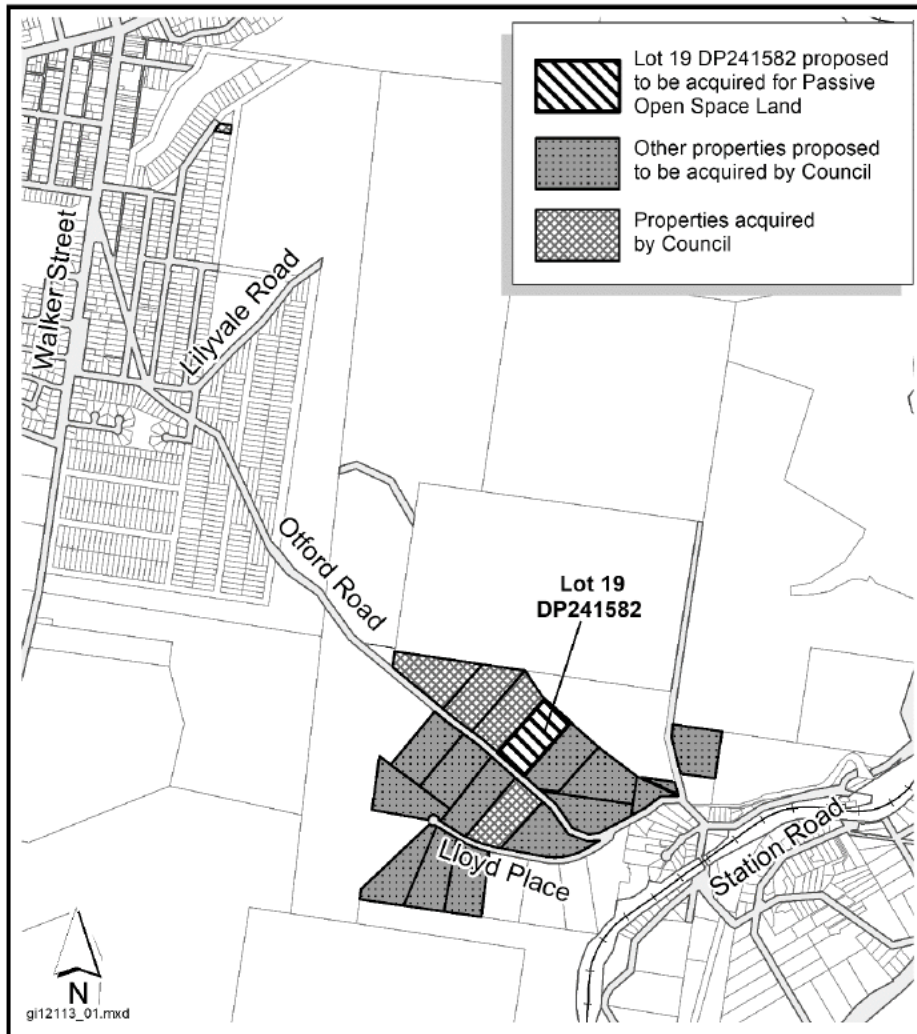 Lot 19 DP241582 proposed
to be acquired for Passive
Open Space Land
Other properties proposed
to be acquired by Council
Properties acquired
by Council
Walker Street
Lilyvale Road
Otford Road
Lot 19
DP241582
Lloyd Place
Station Road
N
gi12113_01.mxd